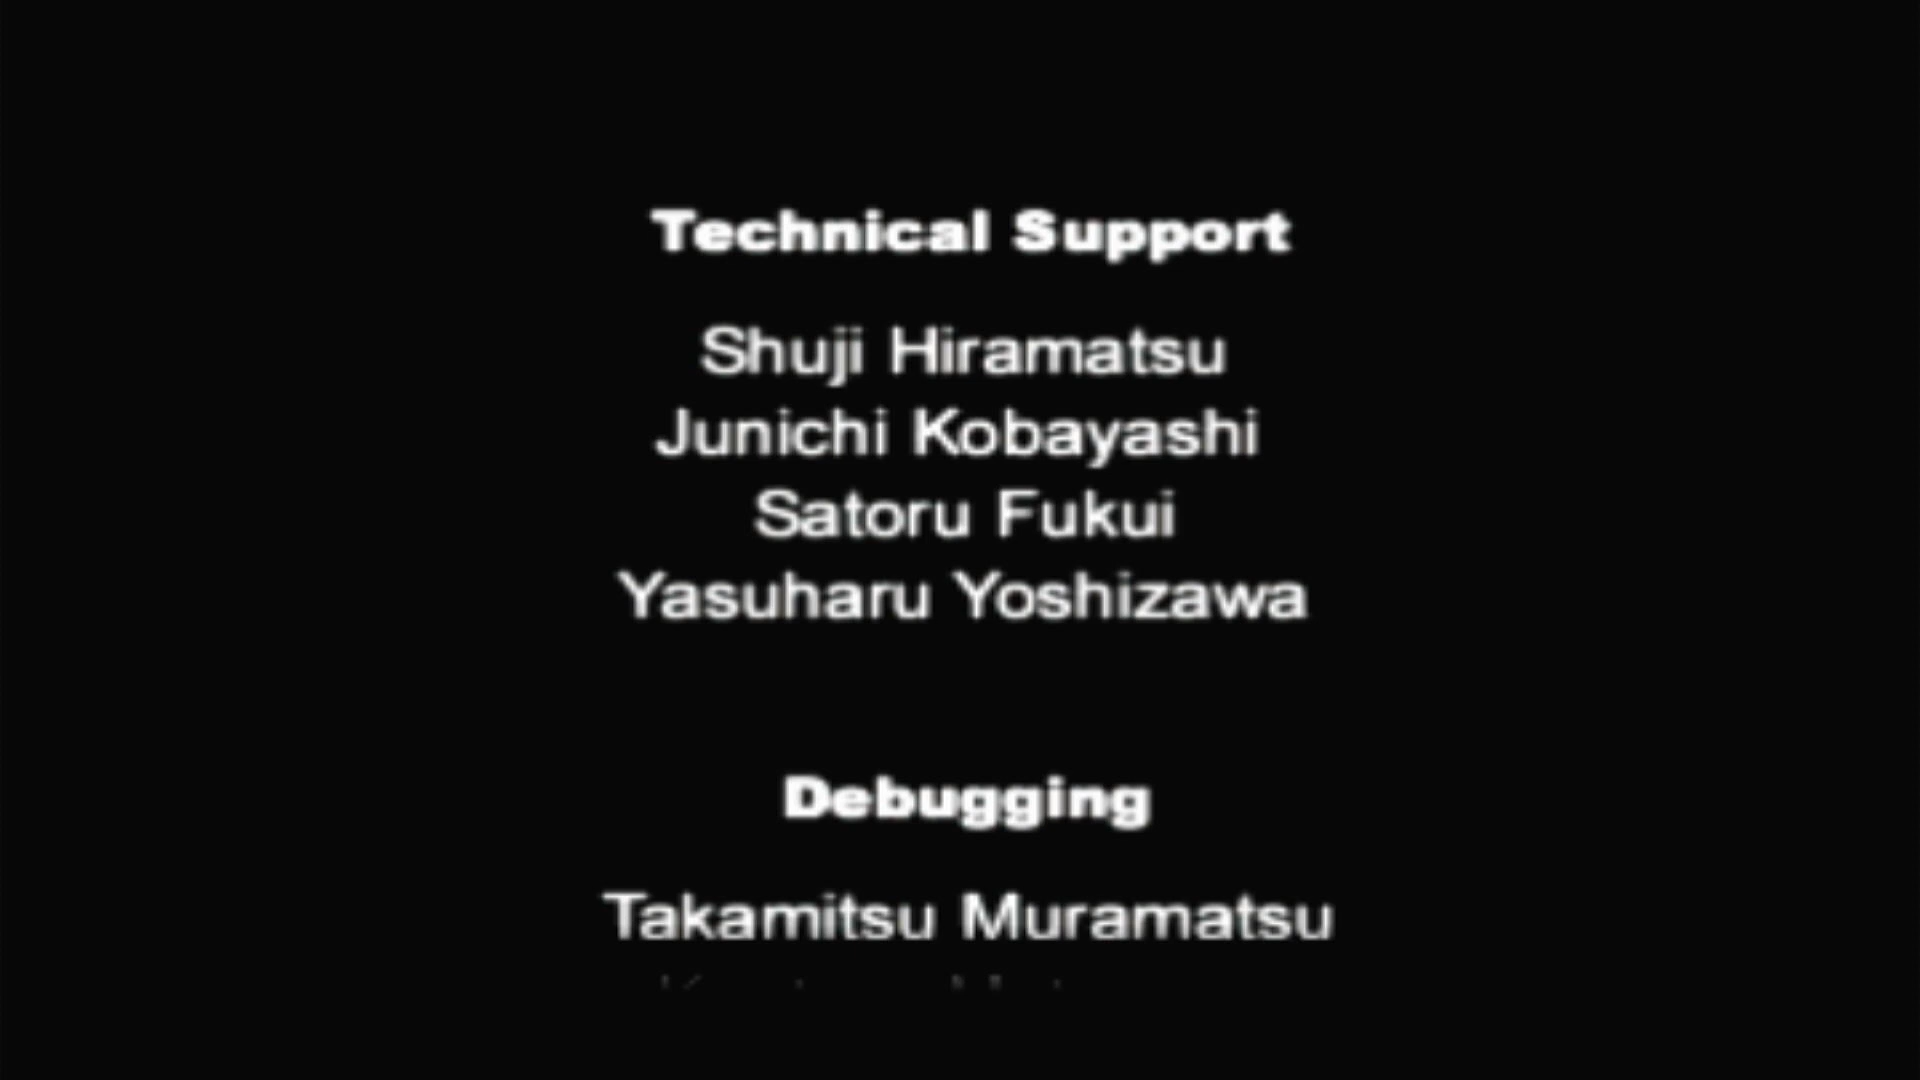 Technical Support
Shuji Hiramatsu
Junichi Kobayashi
Satoru Fukui
Yasuharu Yoshizawa
Debugging
Takamitsu Muramatsu